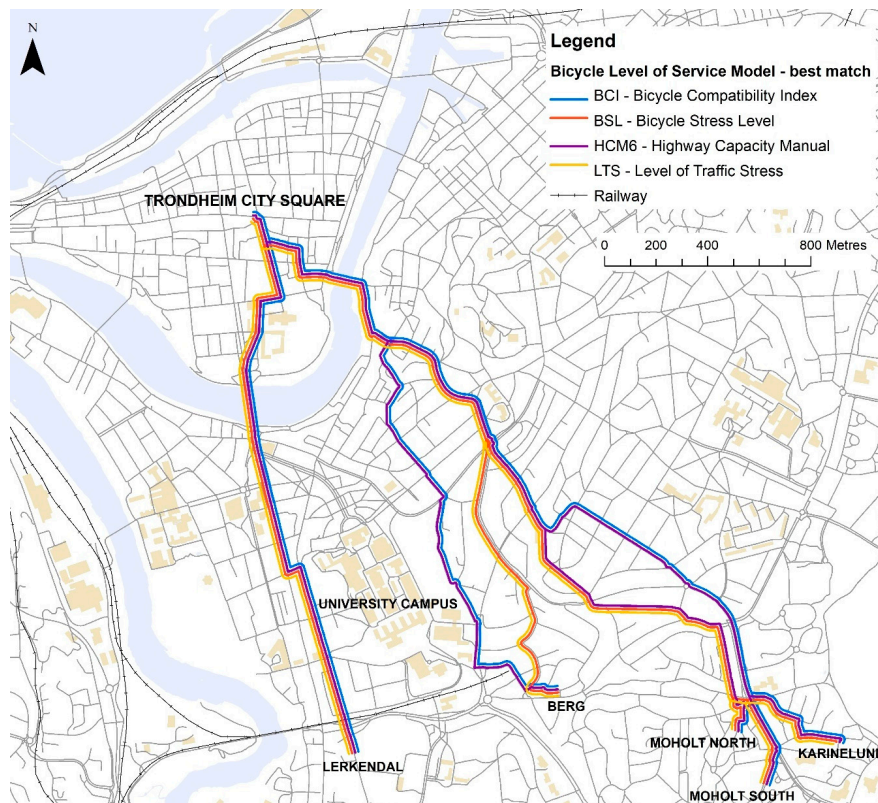 N
Legend
Bicycle Level of Service Model - best match
BCI - Bicycle Compatibility Index
BSL - Bicycle Stress Level
HCM6 - Highway Capacity Manual
LTS - Level of Traffic Stress
Railway
0 200 400 800 Metres
TRONDHEIM CITY SQUARE
UNIVERSITY CAMPUS
BERG
MOHOLT NORTH
KARINELUND
LERKENDAL
MOHOLT SOUTH